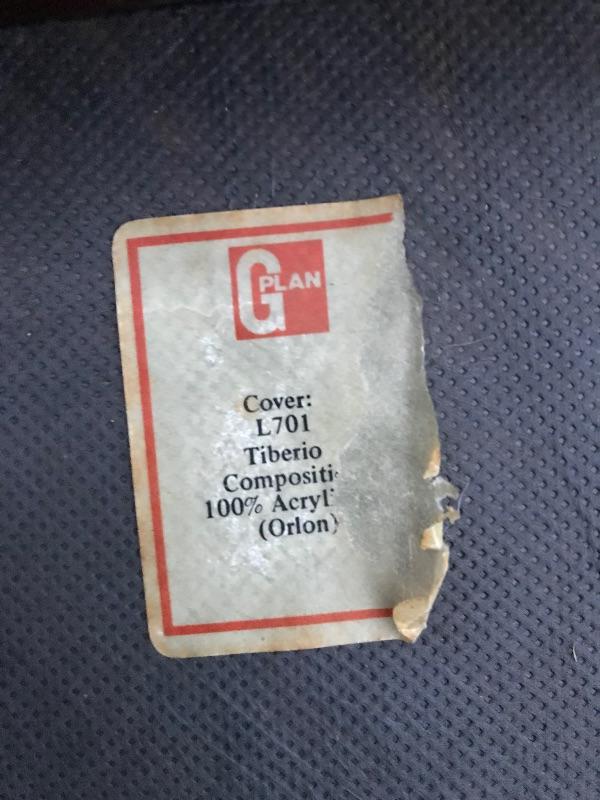 G PLAN
Cover:
L701
Tiberio
Compositi
100% Acryl
(Orlon)